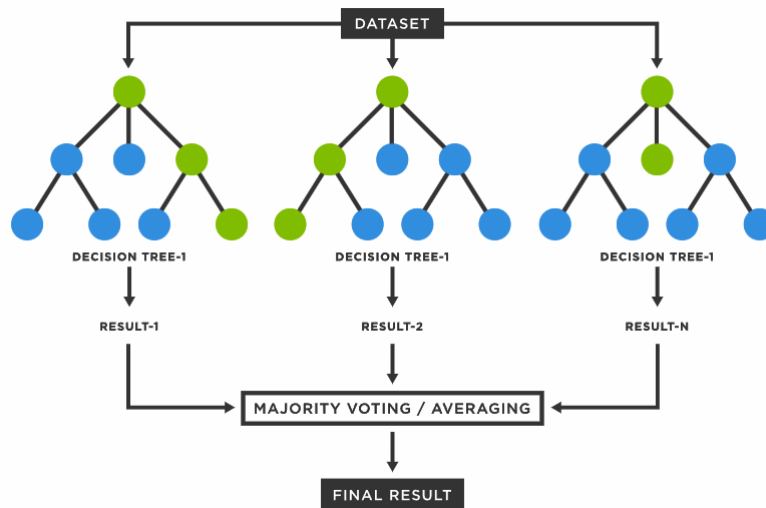 DATASET
DECISION TREE-1
DECISION TREE-1
DECISION TREE-1
RESULT-1
RESULT-2
RESULT-N
MAJORITY VOTING / AVERAGING
FINAL RESULT